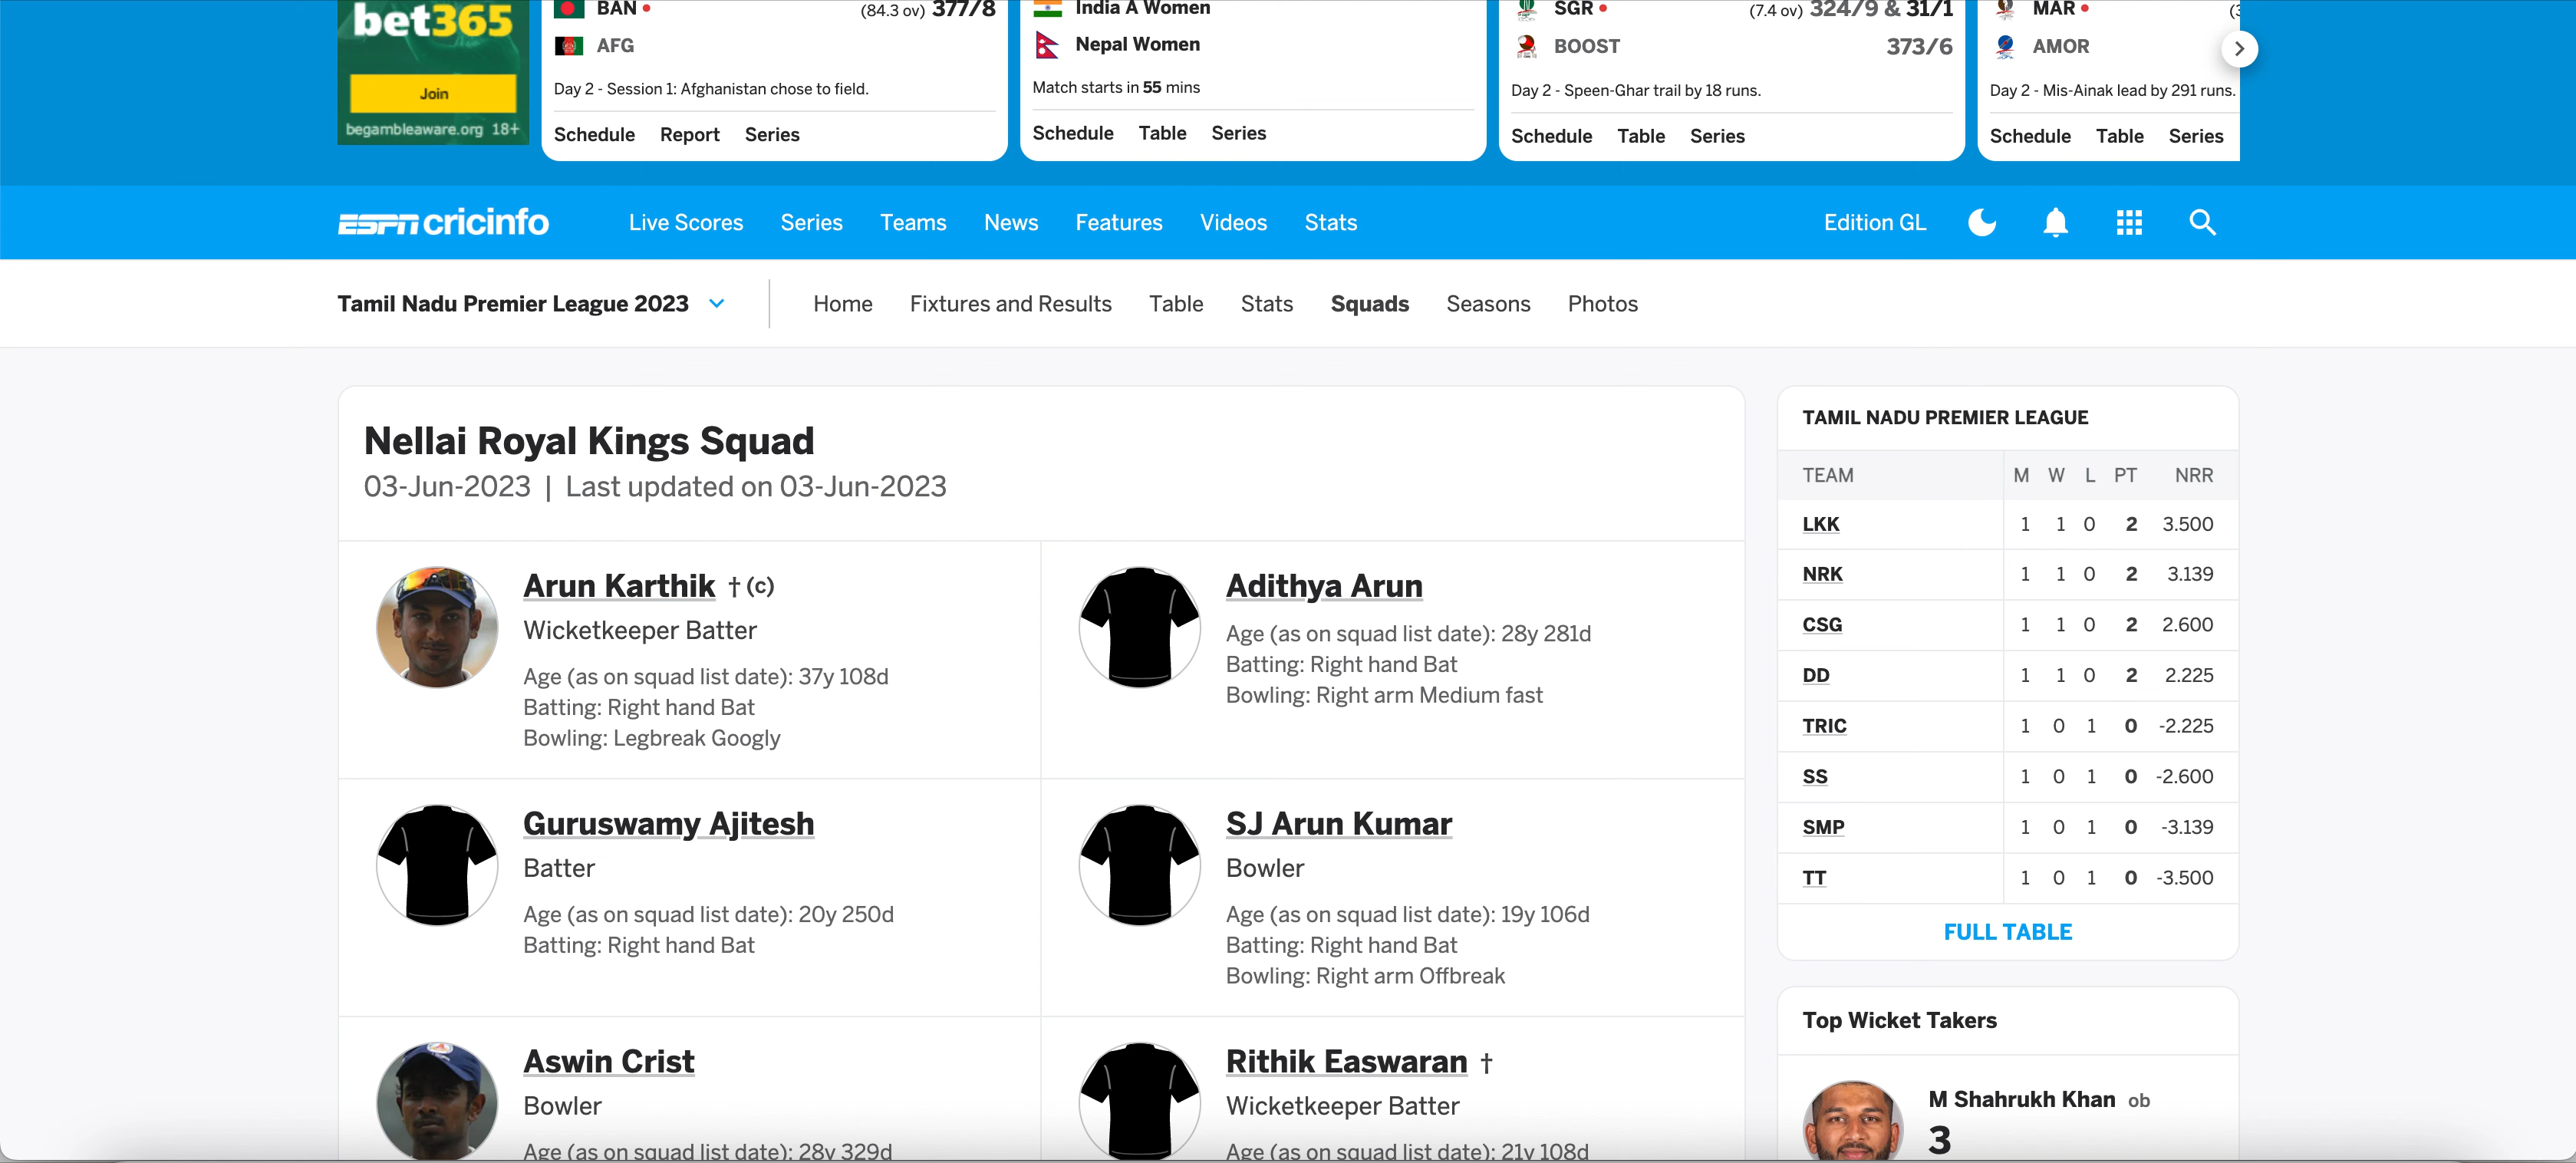 bet365
Join
begambleaware.org 18+
BAN (84.3 ov) 377/8
AFG
Day 2 - Session 1: Afghanistan chose to field.
Schedule Report Series
India A Women
Nepal Women
Match starts in 55 mins
Schedule Table Series
SGR (7.4 ov) 324/9 & 31/1
BOOST 373/6
Day 2 - Speen-Ghar trail by 18 runs.
Schedule Table Series
MAR
AMOR
Day 2 - Mis-Ainak lead by 291 runs.
Schedule Table Series
ESPN cricinfo
Live Scores Series Teams News Features Videos Stats
Edition GL
Tamil Nadu Premier League 2023
Home Fixtures and Results Table Stats Squads Seasons Photos
Nellai Royal Kings Squad
03-Jun-2023 | Last updated on 03-Jun-2023
Arun Karthik † (c)
Wicketkeeper Batter
Age (as on squad list date): 37y 108d
Batting: Right hand Bat
Bowling: Legbreak Googly
Adithya Arun
Age (as on squad list date): 28y 281d
Batting: Right hand Bat
Bowling: Right arm Medium fast
Guruswamy Ajitesh
Batter
Age (as on squad list date): 20y 250d
Batting: Right hand Bat
SJ Arun Kumar
Bowler
Age (as on squad list date): 19y 106d
Batting: Right hand Bat
Bowling: Right arm Offbreak
Aswin Crist
Bowler
Age (as on squad list date): 28y 329d
Rithik Easwaran †
Wicketkeeper Batter
Age (as on squad list date): 21y 108d
TAMIL NADU PREMIER LEAGUE
TEAM M W L PT NRR
LKK 1 1 0 2 3.500
NRK 1 1 0 2 3.139
CSG 1 1 0 2 2.600
DD 1 1 0 2 2.225
TRIC 1 0 1 0 -2.225
SS 1 0 1 0 -2.600
SMP 1 0 1 0 -3.139
TT 1 0 1 0 -3.500
FULL TABLE
Top Wicket Takers
M Shahrukh Khan ob
3